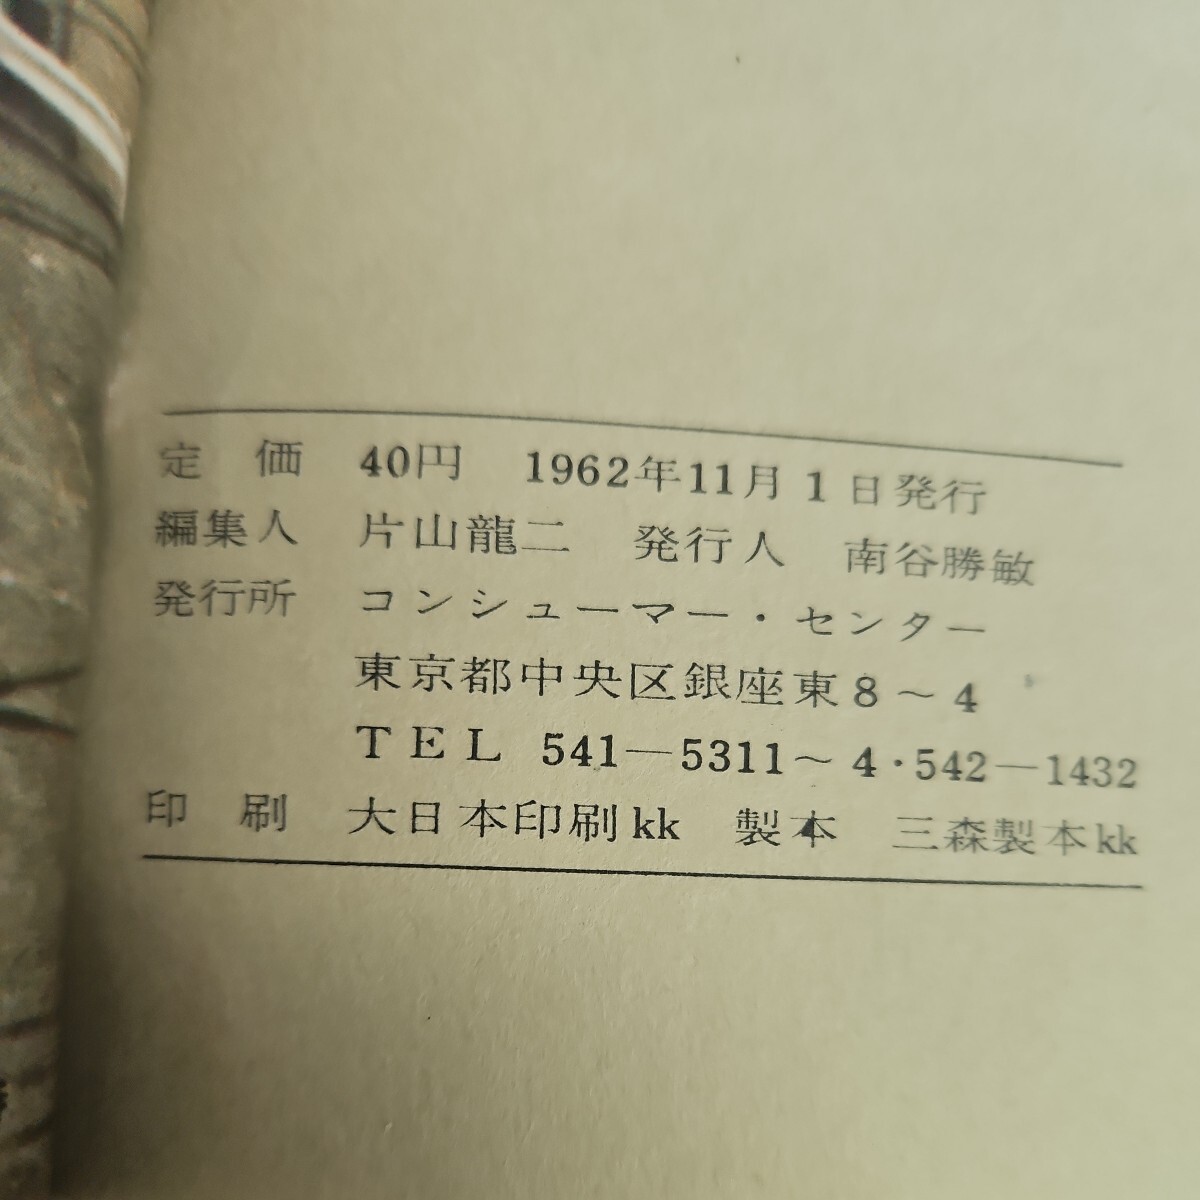 定価 40円 1962年11月1日発行
編集人 片山龍二 発行人 南谷勝敏
発行所 コンシューマー・センター
東京都中央区銀座東8～4
TEL 541—5311～4・542—1432
印刷 大日本印刷kk 製本 三森製本kk